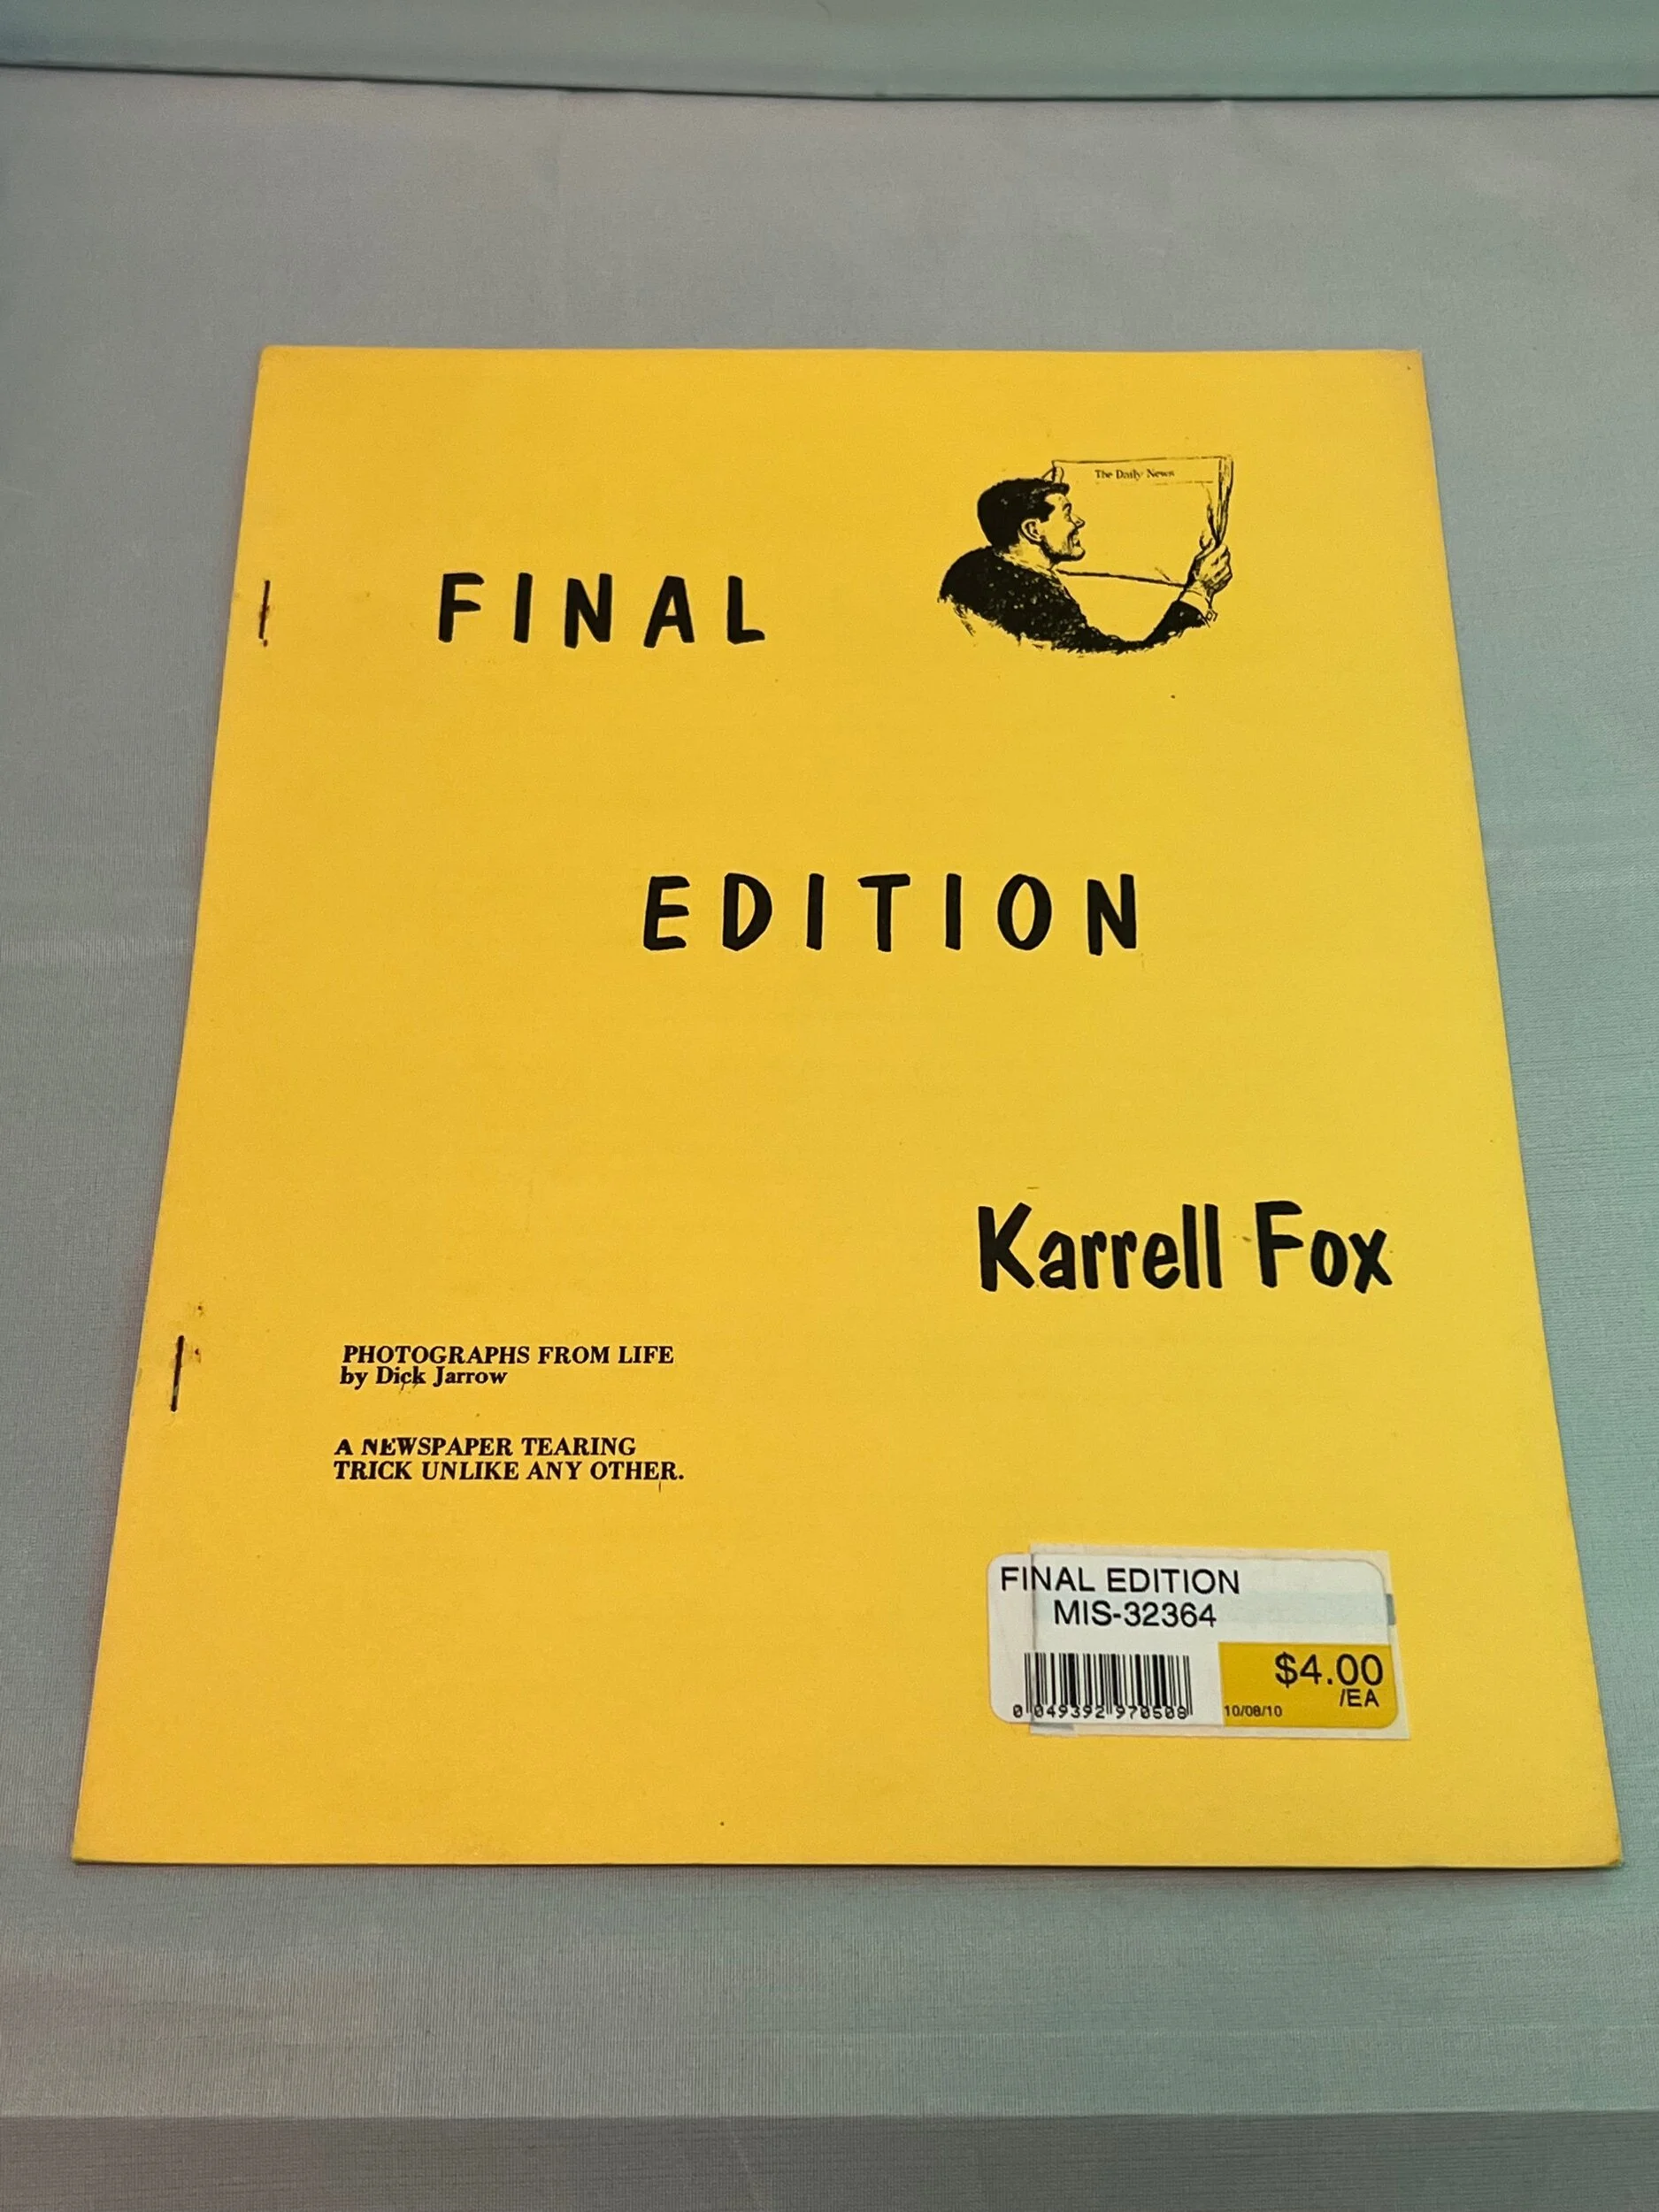 The Daily News
FINAL
EDITION
Karrell Fox
PHOTOGRAPHS FROM LIFE
by Dick Jarrow
A NEWSPAPER TEARING
TRICK UNLIKE ANY OTHER.
FINAL EDITION
MIS-32364
$4.00
/EA
0 049392 970508
10/08/10